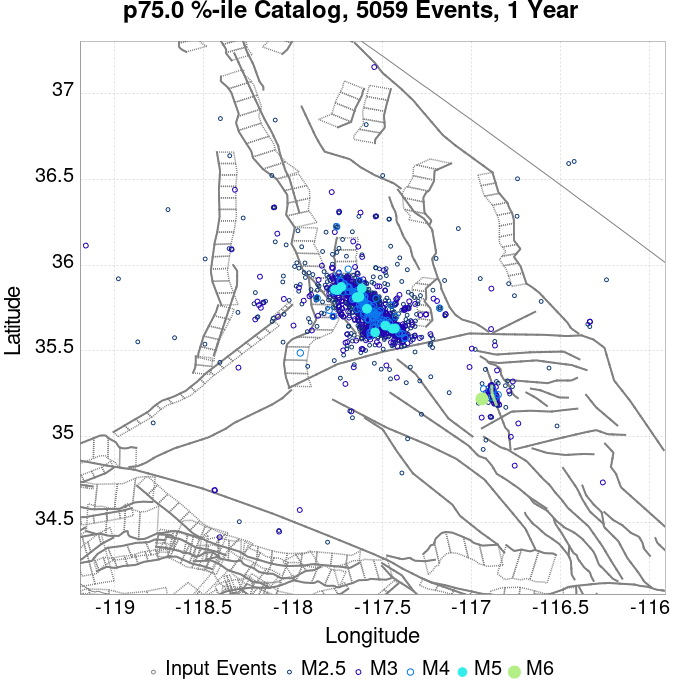 p75.0 %-ile Catalog, 5059 Events, 1 Year
37
36.5
36
35.5
35
34.5
Latitude
-119 -118.5 -118 -117.5 -117 -116.5 -116
Longitude
Input Events M2.5 M3 M4 M5 M6